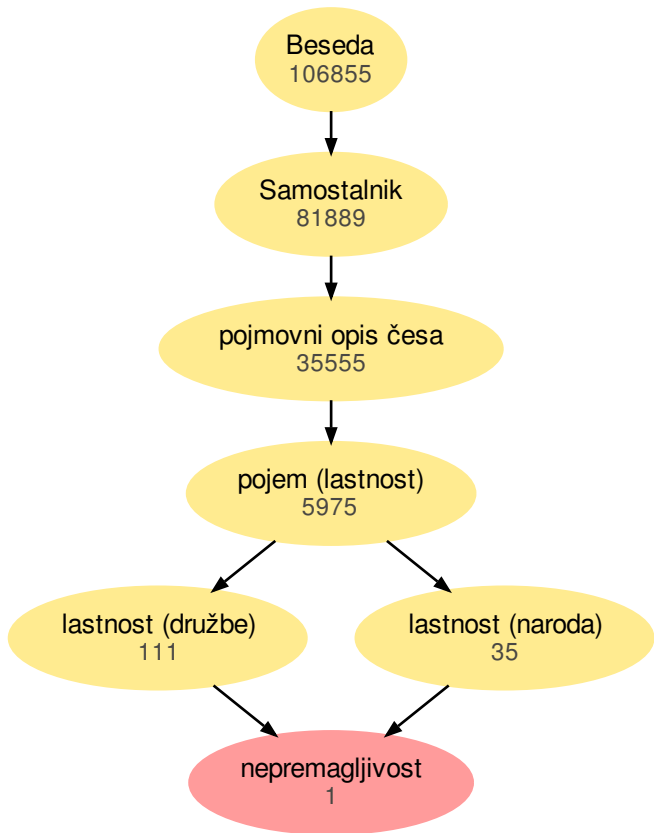 Beseda
106855
Samostalnik
81889
pojmovni opis česa
35555
pojem (lastnost)
5975
lastnost (družbe)
111
lastnost (naroda)
35
nepremagljivost
1